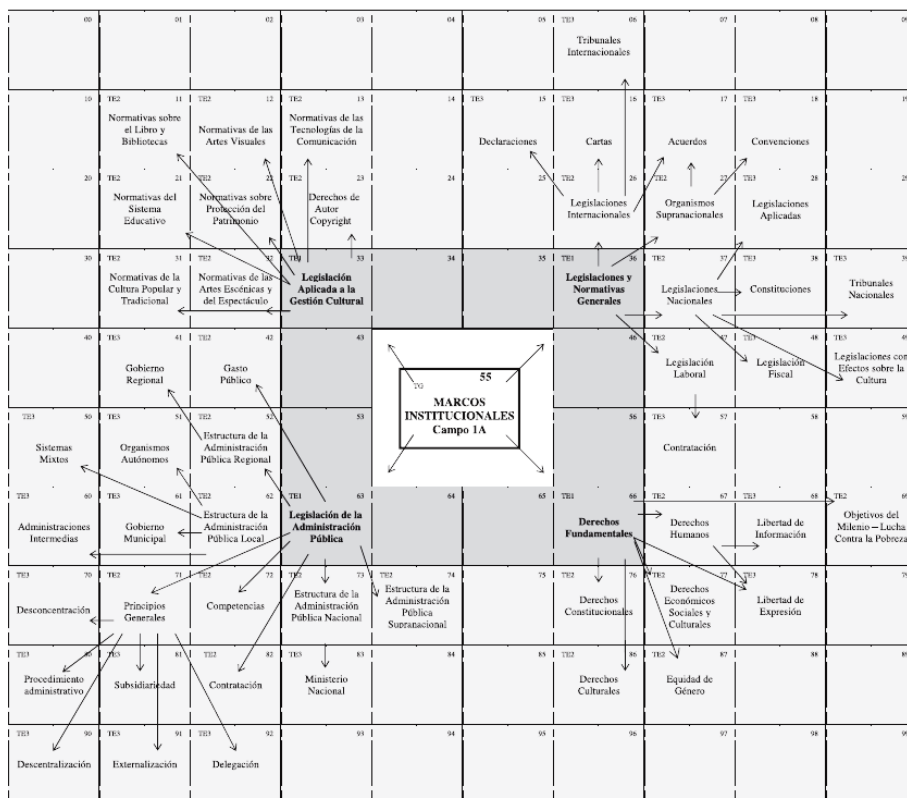 00 01 02 03 04 05 TE3 06 07 08 09
Tribunales
Internacionales
10 TE2 11 TE2 12 TE2 13 14 TE3 15 TE3 16 TE3 17 TE3 18 19
Normativas sobre
el Libro y
Bibliotecas
Normativas de las
Artes Visuales
Normativas de las
Tecnologías de la
Comunicación
Declaraciones
Cartas
Acuerdos
Convenciones
20 TE2 21 TE2 22 TE2 23 24 25 TE2 26 TE2 27 TE3 28 29
Normativas del
Sistema
Educativo
Normativas sobre
Protección del
Patrimonio
Derechos de
Autor
Copyright
Legislaciones
Internacionales
Organismos
Supranacionales
Legislaciones
Aplicadas
30 TE2 31 TE2 32 TE1 33 34 35 TE1 36 TE2 37 TE3 38 TE3 39
Normativas de la
Cultura Popular y
Tradicional
Normativas de las
Artes Escénicas y
del Espectáculo
Legislación
Aplicada a la
Gestión Cultural
Legislaciones y
Normativas
Generales
Legislaciones
Nacionales
Constituciones
Tribunales
Nacionales
40 TE3 41 TE2 42 43 46 TE2 47 TE3 48 TE3 49
Gobierno
Regional
Gasto
Público
TG 55
MARCOS
INSTITUCIONALES
Campo 1A
Legislación
Laboral
Legislación
Fiscal
Legislaciones con
Efectos sobre la
Cultura
TE3 50 TE3 51 TE2 52 53 56 TE3 57 58 59
Sistemas
Mixtos
Organismos
Autónomos
Estructura de la
Administración
Pública Regional
Contratación
TE3 60 TE3 61 TE2 62 TE1 63 64 65 TE1 66 TE2 67 TE3 68 TE2 69
Administraciones
Intermedias
Gobierno
Municipal
Estructura de la
Administración
Pública Local
Legislación de la
Administración
Pública
Derechos
Fundamentales
Derechos
Humanos
Libertad de
Información
Objetivos del
Milenio – Lucha
Contra la Pobreza
TE3 70 TE2 71 TE2 72 TE2 73 TE2 74 75 TE2 76 TE2 77 TE3 78 79
Desconcentración
Principios
Generales
Competencias
Estructura de la
Administración
Pública Nacional
Estructura de la
Administración
Pública
Supranacional
Derechos
Constitucionales
Derechos
Económicos
Sociales y
Culturales
Libertad de
Expresión
TE3 80 TE3 81 TE2 82 TE3 83 84 85 TE2 86 TE2 87 88 89
Procedimiento
administrativo
Subsidiariedad
Contratación
Ministerio
Nacional
Derechos
Culturales
Equidad de
Género
TE3 90 TE3 91 TE3 92 93 94 95 96 97 98 99
Descentralización
Externalización
Delegación